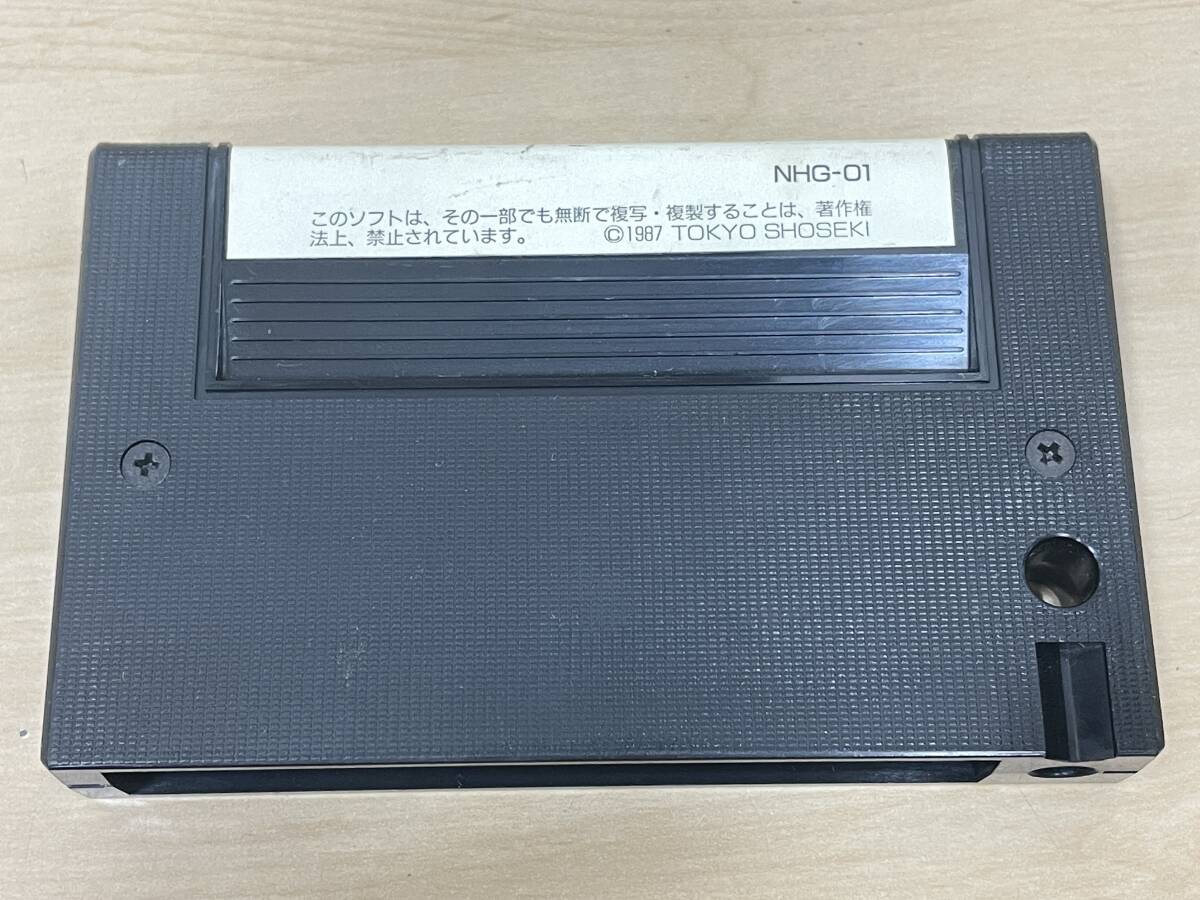 NHG-01
このソフトは、その一部でも無断で複写・複製することは、著作権
法上、禁止されています。 ©1987 TOKYO SHOSEKI